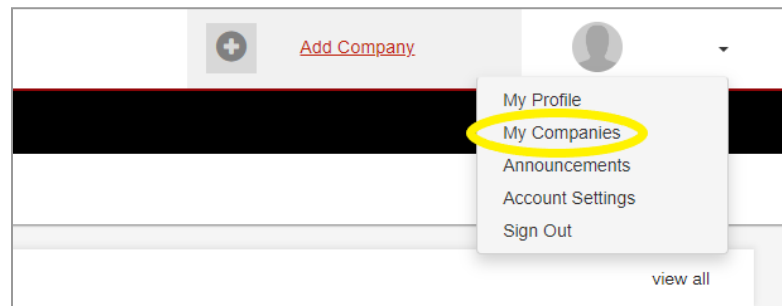 Add Company
My Profile
My Companies
Announcements
Account Settings
Sign Out
view all